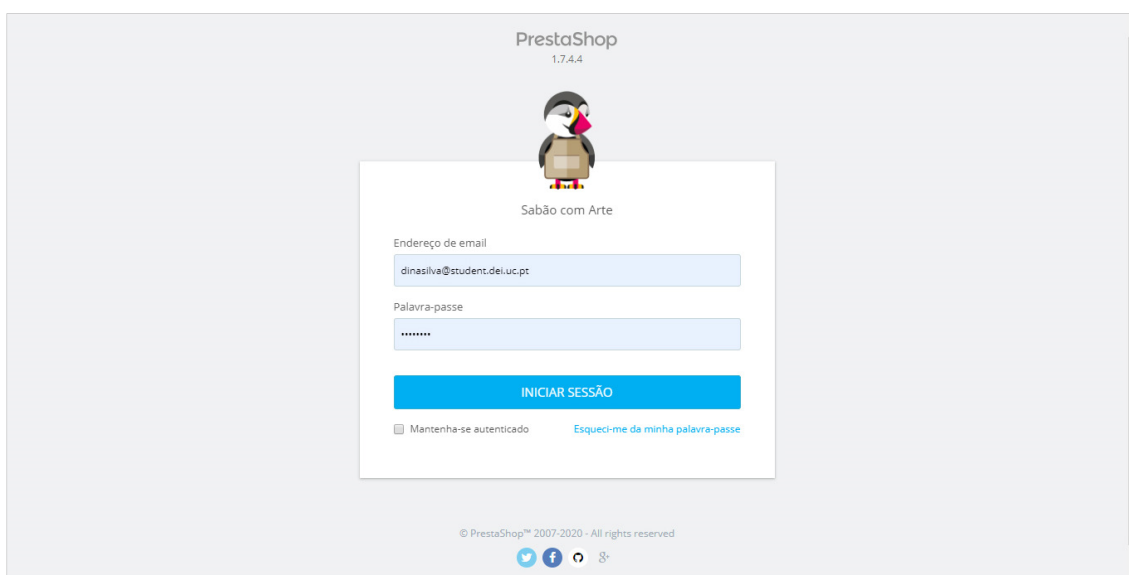 PrestaShop
1.7.4.4
Sabão com Arte
Endereço de email
dinasilva@student.dei.uc.pt
Palavra-passe
••••••••
INICIAR SESSÃO
Mantenha-se autenticado Esqueci-me da minha palavra-passe
© PrestaShop™ 2007-2020 - All rights reserved